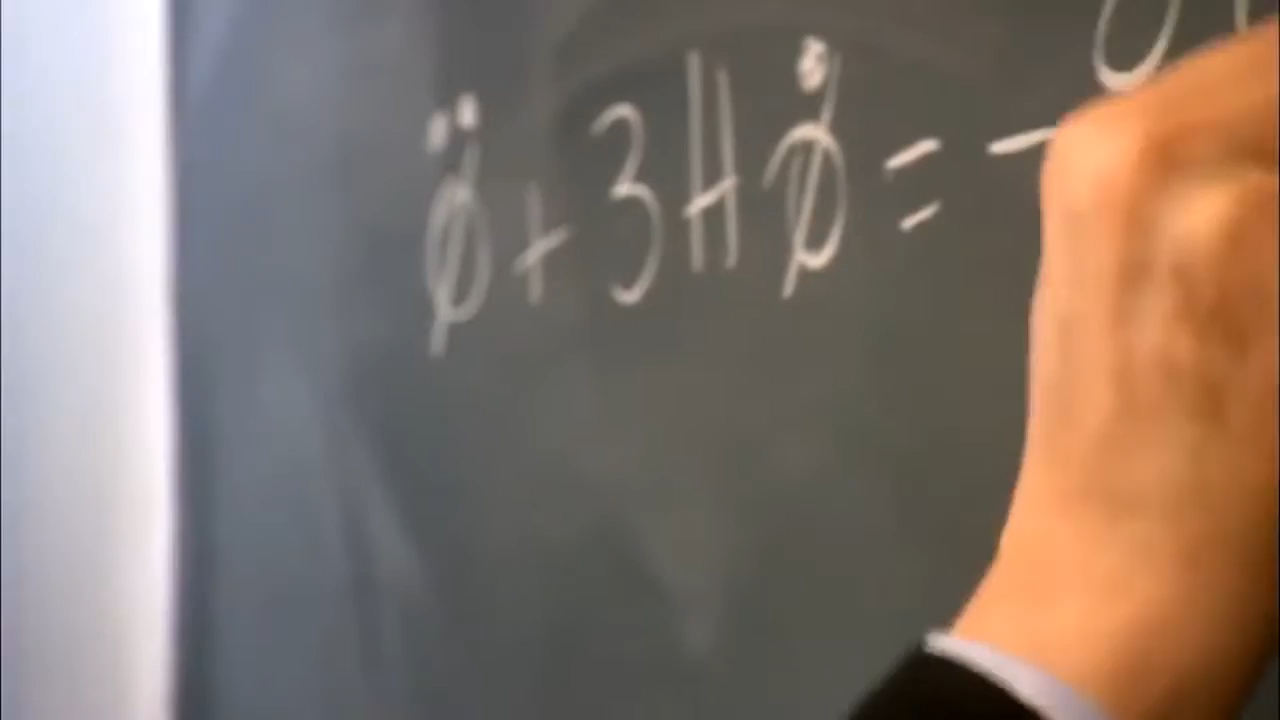 φ̈ + 3Hφ̇ = -